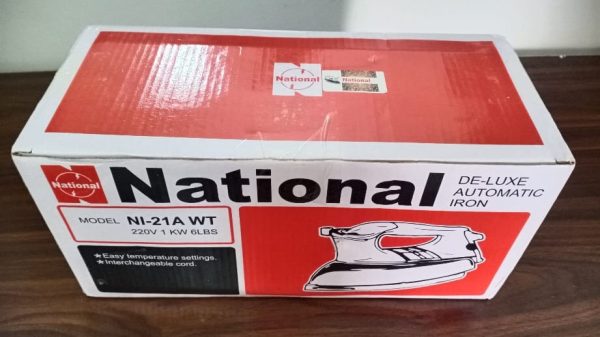 National
National
National
National
DE-LUXE
AUTOMATIC
IRON
MODEL NI-21A WT
220V 1 KW 6LBS
★Easy temperature settings.
★Interchangeable cord.